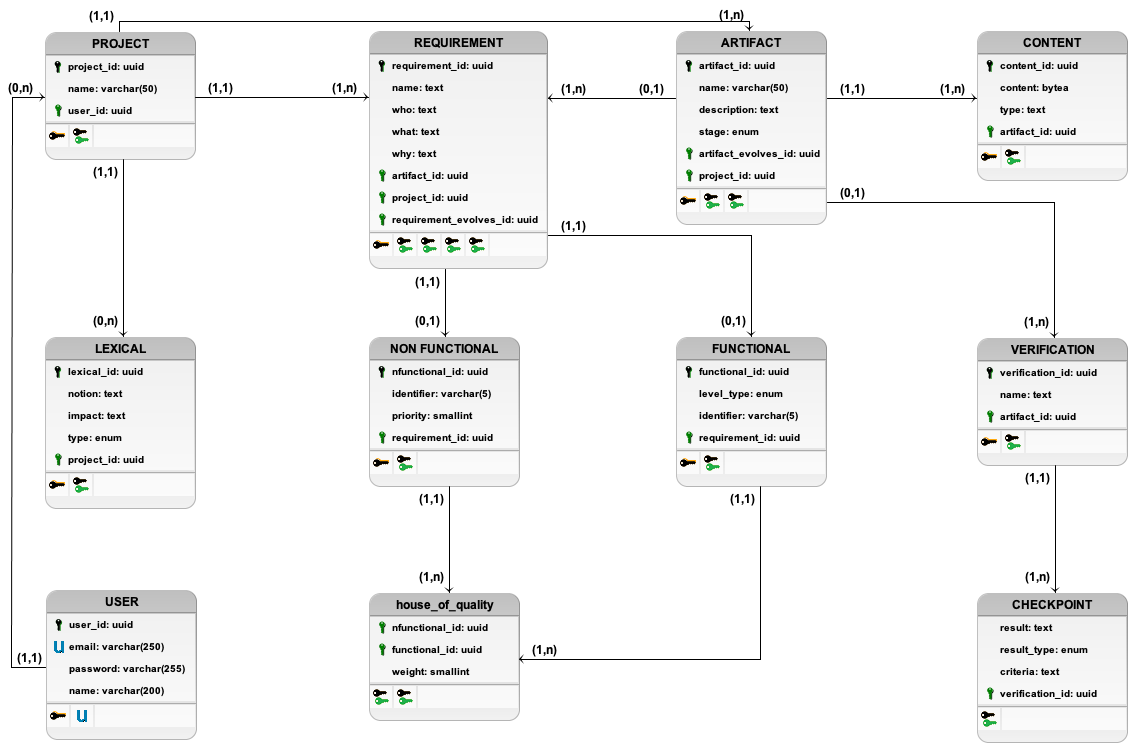 (1,1)
(1,n)
PROJECT
project_id: uuid
name: varchar(50)
user_id: uuid
(0,n)
(1,1)
(1,n)
(1,1)
REQUIREMENT
requirement_id: uuid
name: text
who: text
what: text
why: text
artifact_id: uuid
project_id: uuid
requirement_evolves_id: uuid
(1,n)
(0,1)
(1,1)
(1,1)
ARTIFACT
artifact_id: uuid
name: varchar(50)
description: text
stage: enum
artifact_evolves_id: uuid
project_id: uuid
(1,1)
(1,n)
(0,1)
CONTENT
content_id: uuid
content: bytea
type: text
artifact_id: uuid
(0,n)
LEXICAL
lexical_id: uuid
notion: text
impact: text
type: enum
project_id: uuid
(0,1)
NON FUNCTIONAL
nfunctional_id: uuid
identifier: varchar(5)
priority: smallint
requirement_id: uuid
(1,1)
(0,1)
FUNCTIONAL
functional_id: uuid
level_type: enum
identifier: varchar(5)
requirement_id: uuid
(1,1)
(1,n)
VERIFICATION
verification_id: uuid
name: text
artifact_id: uuid
(1,1)
USER
user_id: uuid
u email: varchar(250)
password: varchar(255)
name: varchar(200)
u
(1,1)
(1,n)
house_of_quality
nfunctional_id: uuid
functional_id: uuid
weight: smallint
(1,n)
(1,n)
CHECKPOINT
result: text
result_type: enum
criteria: text
verification_id: uuid